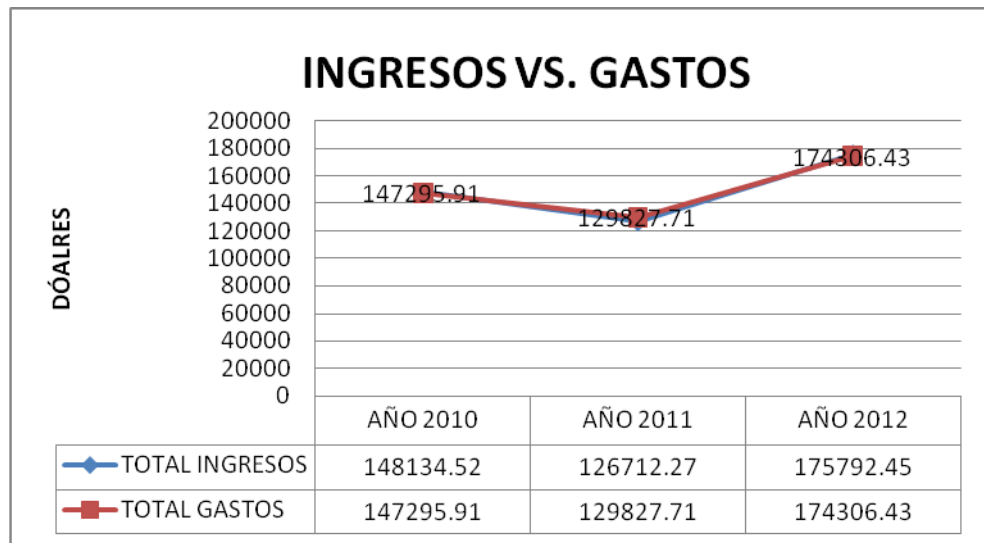 INGRESOS VS. GASTOS
DÓALRES
200000
180000
160000
140000
120000
100000
80000
60000
40000
20000
0
147295.91
129827.71
174306.43
AÑO 2010 AÑO 2011 AÑO 2012
TOTAL INGRESOS 148134.52 126712.27 175792.45
TOTAL GASTOS 147295.91 129827.71 174306.43